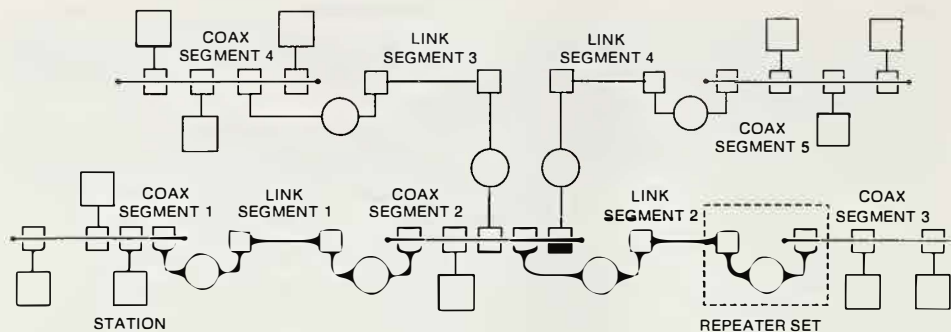 COAX
SEGMENT 4
LINK
SEGMENT 3
LINK
SEGMENT 4
COAX
SEGMENT 5
COAX
SEGMENT 1
LINK
SEGMENT 1
COAX
SEGMENT 2
LINK
SEGMENT 2
COAX
SEGMENT 3
STATION
REPEATER SET